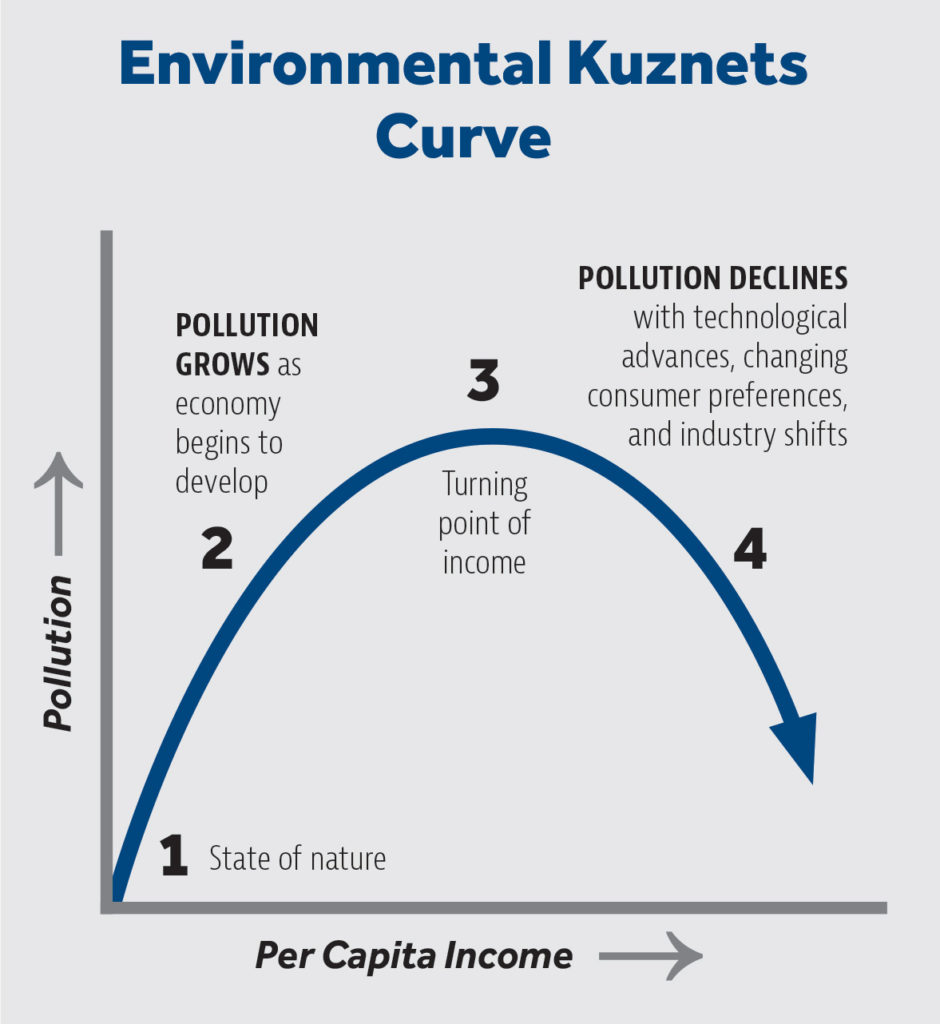 Environmental Kuznets
Curve
POLLUTION
GROWS as
economy
begins to
develop
2
3
Turning
point of
income
POLLUTION DECLINES
with technological
advances, changing
consumer preferences,
and industry shifts
4
Pollution
1 State of nature
Per Capita Income